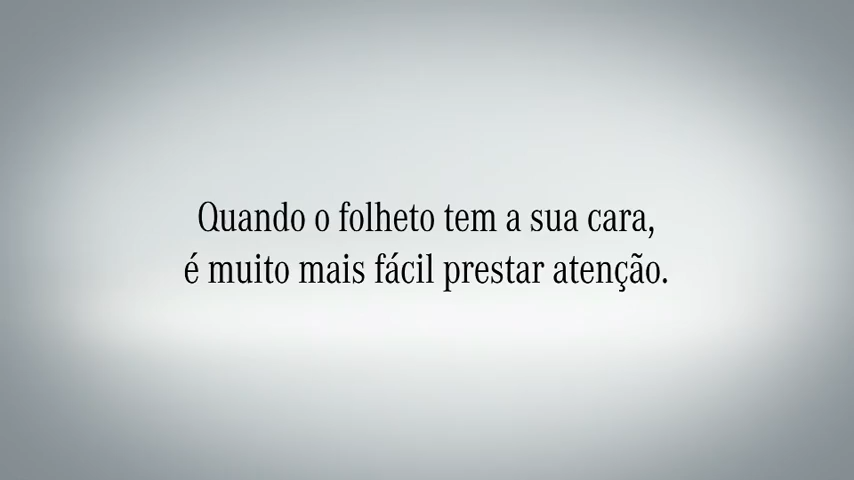 Quando o folheto tem a sua cara,
é muito mais fácil prestar atenção.